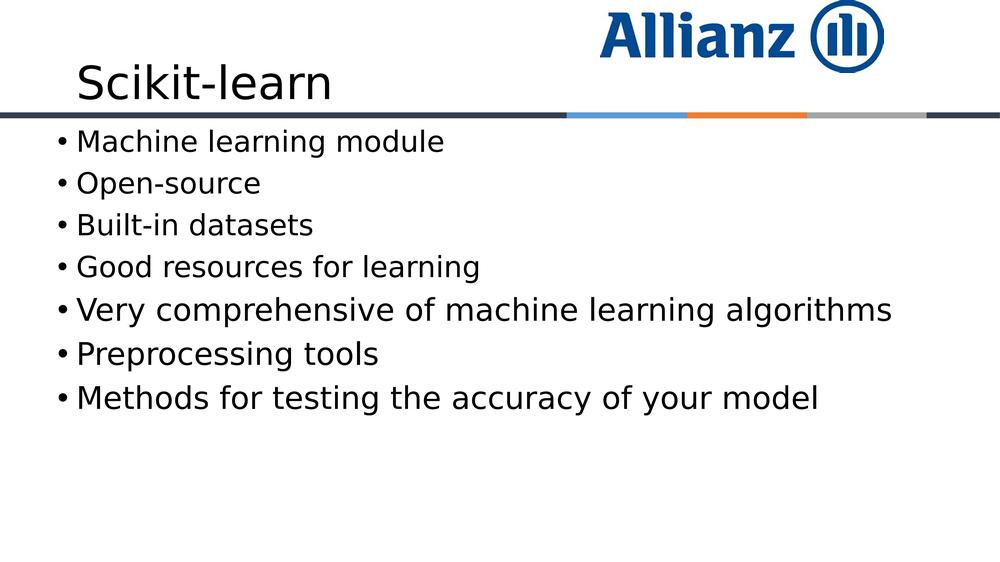 Allianz
Scikit-learn
• Machine learning module
• Open-source
• Built-in datasets
• Good resources for learning
• Very comprehensive of machine learning algorithms
• Preprocessing tools
• Methods for testing the accuracy of your model